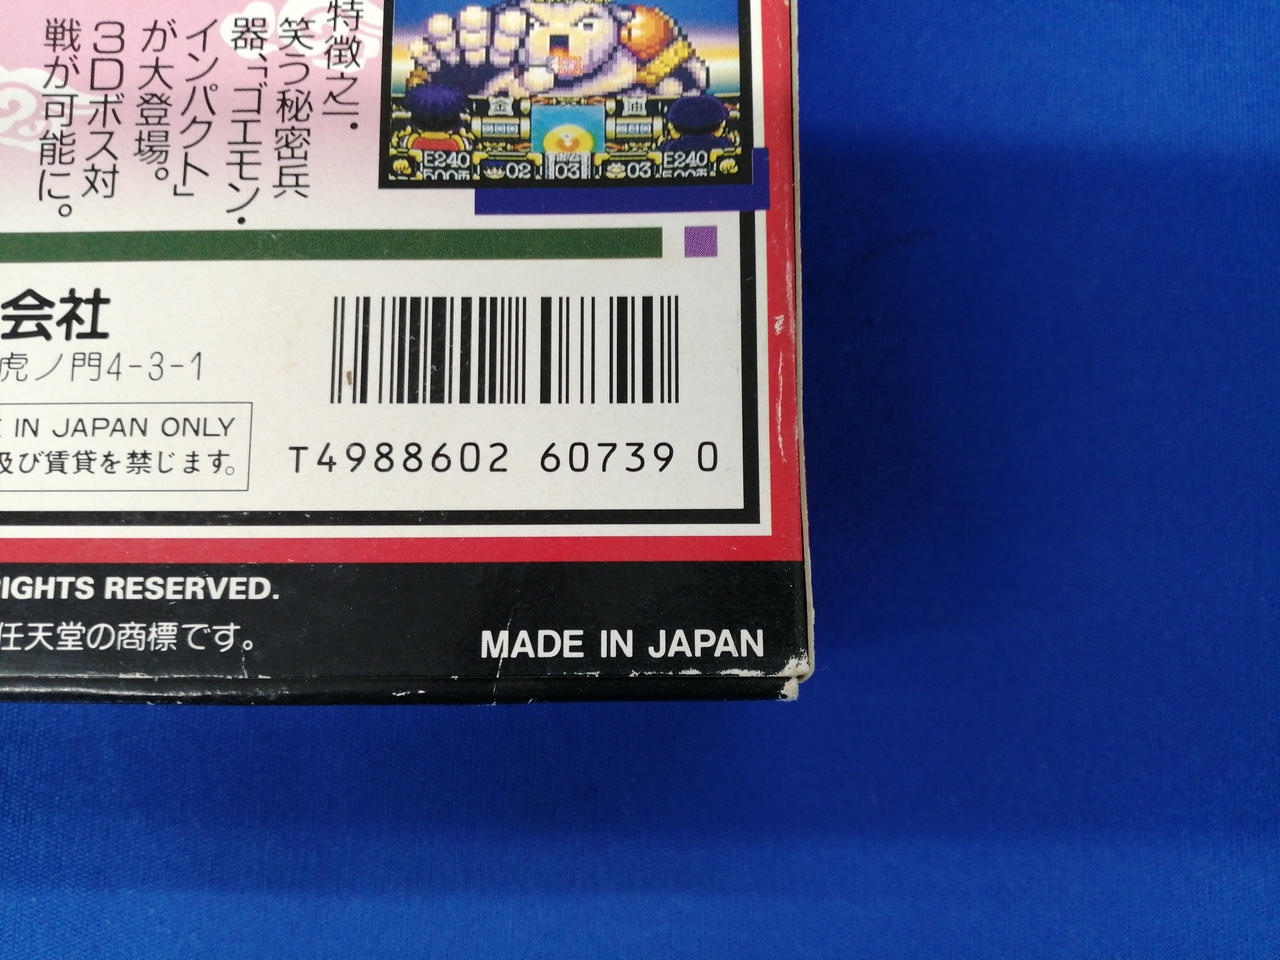 特徴之一.
笑う秘密兵
器、「ゴエモン・
インパクト」
が大登場。
3Dボス対
戦が可能に。
金
油
E240
02
03
03
E240
会社
虎ノ門4-3-1
IN JAPAN ONLY
及び賃貸を禁じます。
T4988602 60739 0
RIGHTS RESERVED.
任天堂の商標です。
MADE IN JAPAN